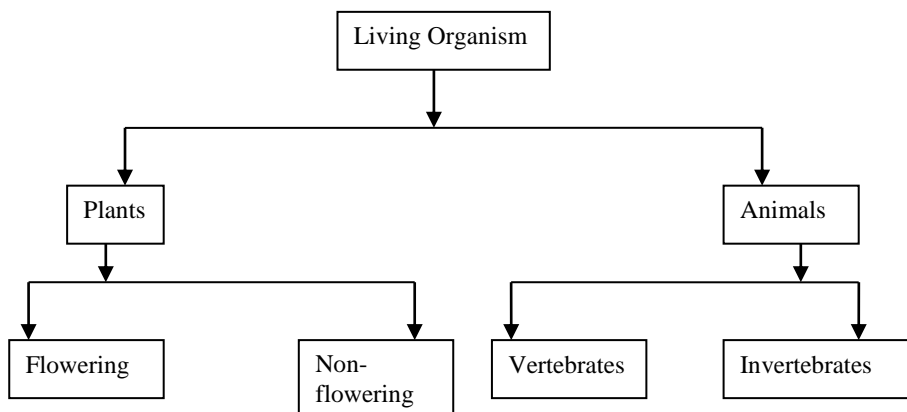 Living Organism
Plants
Animals
Flowering
Non-
flowering
Vertebrates
Invertebrates